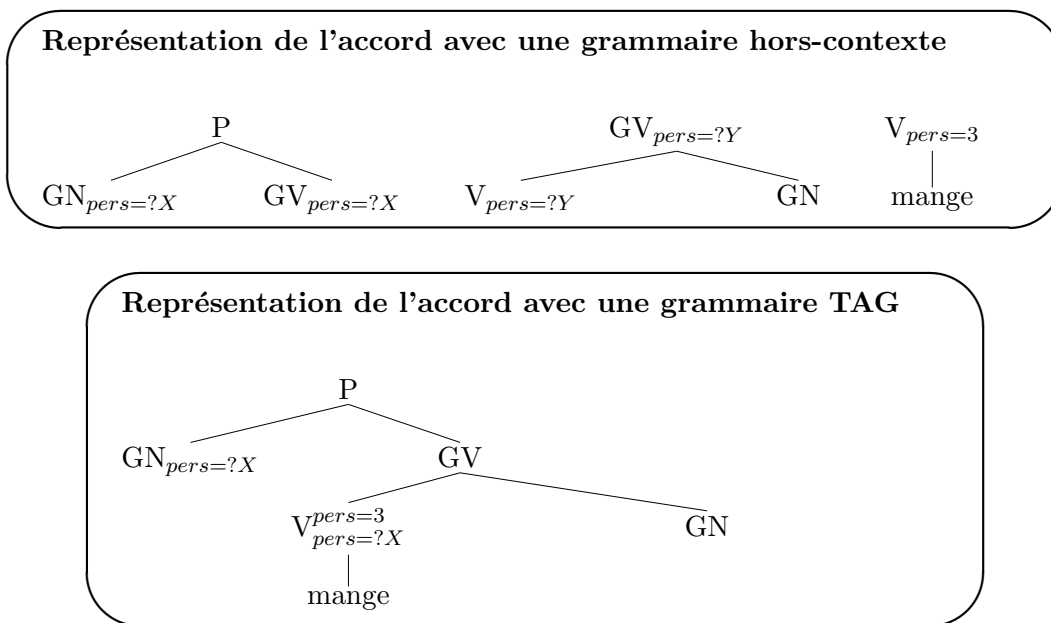 Représentation de l'accord avec une grammaire hors-contexte
P GV_{pers=?Y} V_{pers=3}
GN_{pers=?X} GV_{pers=?X} V_{pers=?Y} GN mange
Représentation de l'accord avec une grammaire TAG
P
GN_{pers=?X} GV
V^{pers=3}_{pers=?X} GN
mange